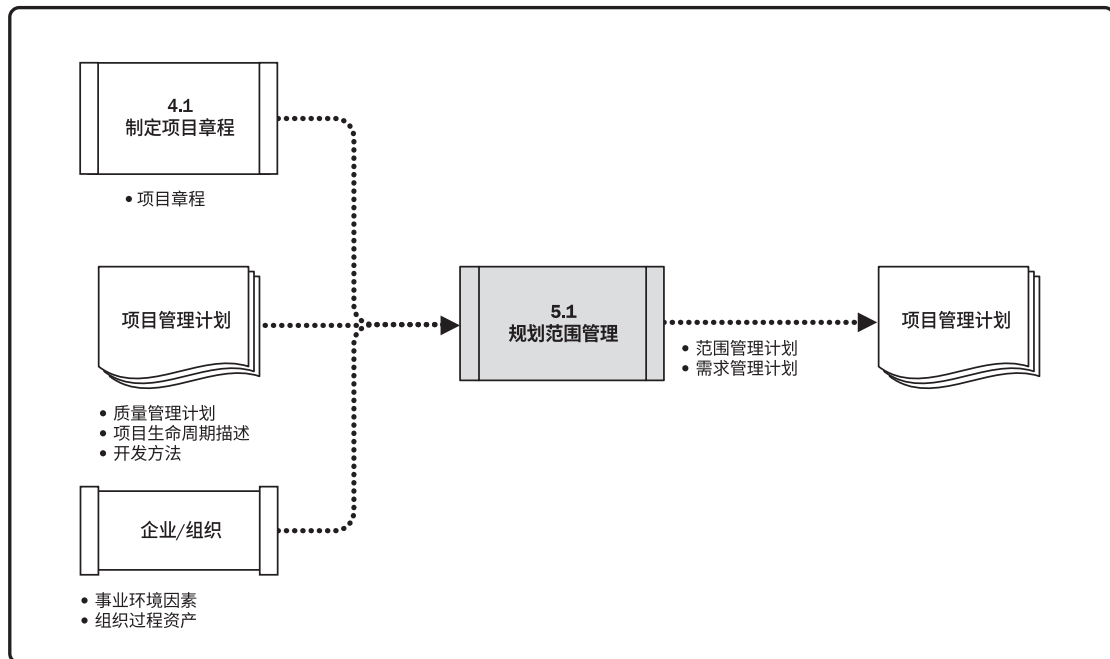 4.1
制定项目章程
• 项目章程
项目管理计划
• 质量管理计划
• 项目生命周期描述
• 开发方法
企业/组织
• 事业环境因素
• 组织过程资产
5.1
规划范围管理
• 范围管理计划
• 需求管理计划
项目管理计划